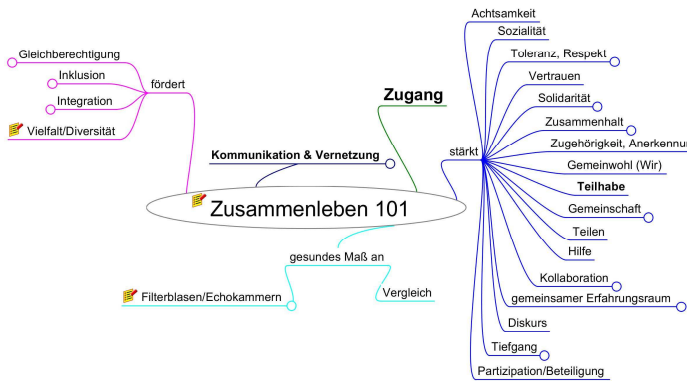 Zusammenleben 101
fördert
Gleichberechtigung
Inklusion
Integration
Vielfalt/Diversität
Kommunikation & Vernetzung
Zugang
gesundes Maß an
Filterblasen/Echokammern
Vergleich
stärkt
Achtsamkeit
Sozialität
Toleranz, Respekt
Vertrauen
Solidarität
Zusammenhalt
Zugehörigkeit, Anerkennun
Gemeinwohl (Wir)
Teilhabe
Gemeinschaft
Teilen
Hilfe
Kollaboration
gemeinsamer Erfahrungsraum
Diskurs
Tiefgang
Partizipation/Beteiligung